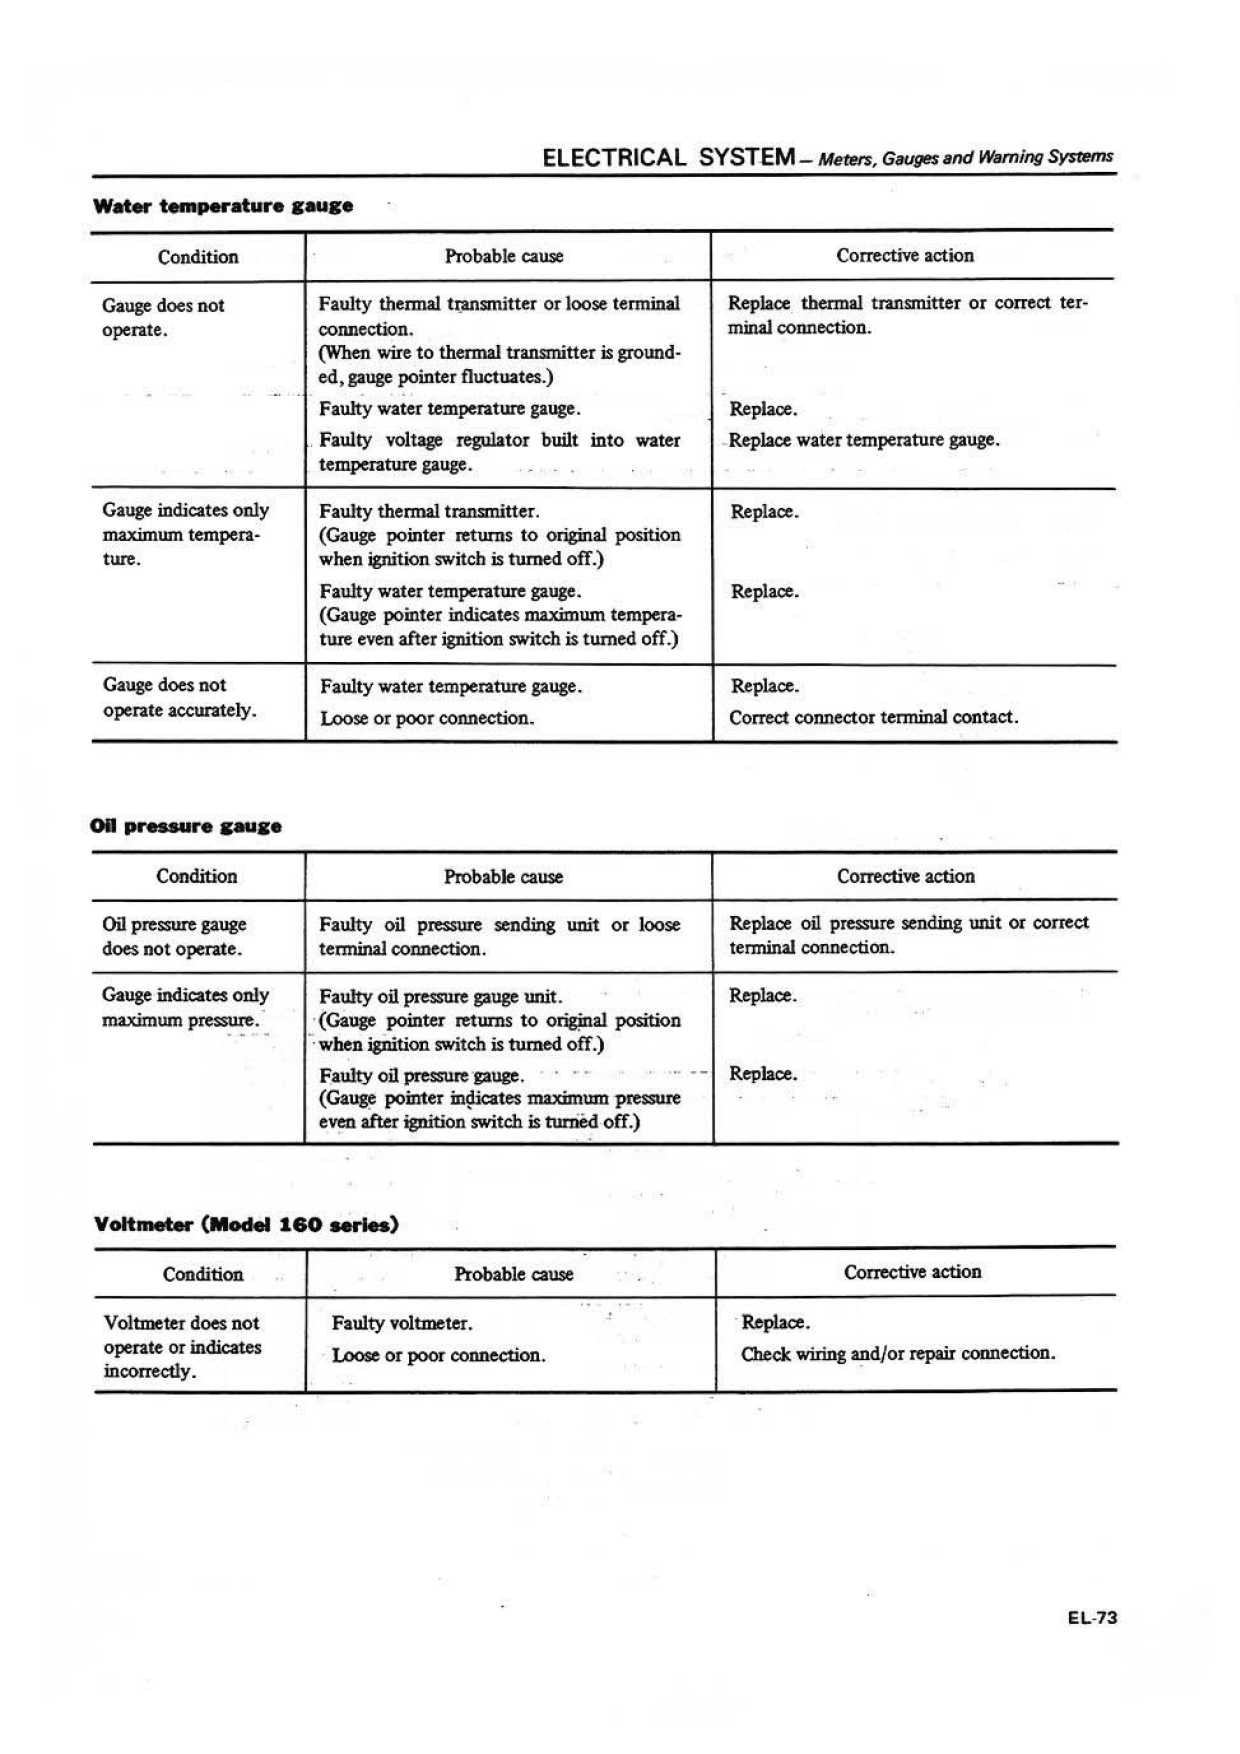 ELECTRICAL SYSTEM – Meters, Gauges and Warning Systems
Water temperature gauge
Condition
Probable cause
Corrective action
Gauge does not
operate.
Faulty thermal transmitter or loose terminal
connection.
(When wire to thermal transmitter is ground-
ed, gauge pointer fluctuates.)
Replace thermal transmitter or correct ter-
minal connection.
Faulty water temperature gauge.
Replace.
Faulty voltage regulator built into water
temperature gauge.
Replace water temperature gauge.
Gauge indicates only
maximum tempera-
ture.
Faulty thermal transmitter.
(Gauge pointer returns to original position
when ignition switch is turned off.)
Replace.
Faulty water temperature gauge.
(Gauge pointer indicates maximum tempera-
ture even after ignition switch is turned off.)
Replace.
Gauge does not
operate accurately.
Faulty water temperature gauge.
Replace.
Loose or poor connection.
Correct connector terminal contact.
Oil pressure gauge
Condition
Probable cause
Corrective action
Oil pressure gauge
does not operate.
Faulty oil pressure sending unit or loose
terminal connection.
Replace oil pressure sending unit or correct
terminal connection.
Gauge indicates only
maximum pressure.
Faulty oil pressure gauge unit.
(Gauge pointer returns to original position
when ignition switch is turned off.)
Replace.
Faulty oil pressure gauge.
(Gauge pointer indicates maximum pressure
even after ignition switch is turned off.)
Replace.
Voltmeter (Model 160 series)
Condition
Probable cause
Corrective action
Voltmeter does not
operate or indicates
incorrectly.
Faulty voltmeter.
Replace.
Loose or poor connection.
Check wiring and/or repair connection.
EL-73